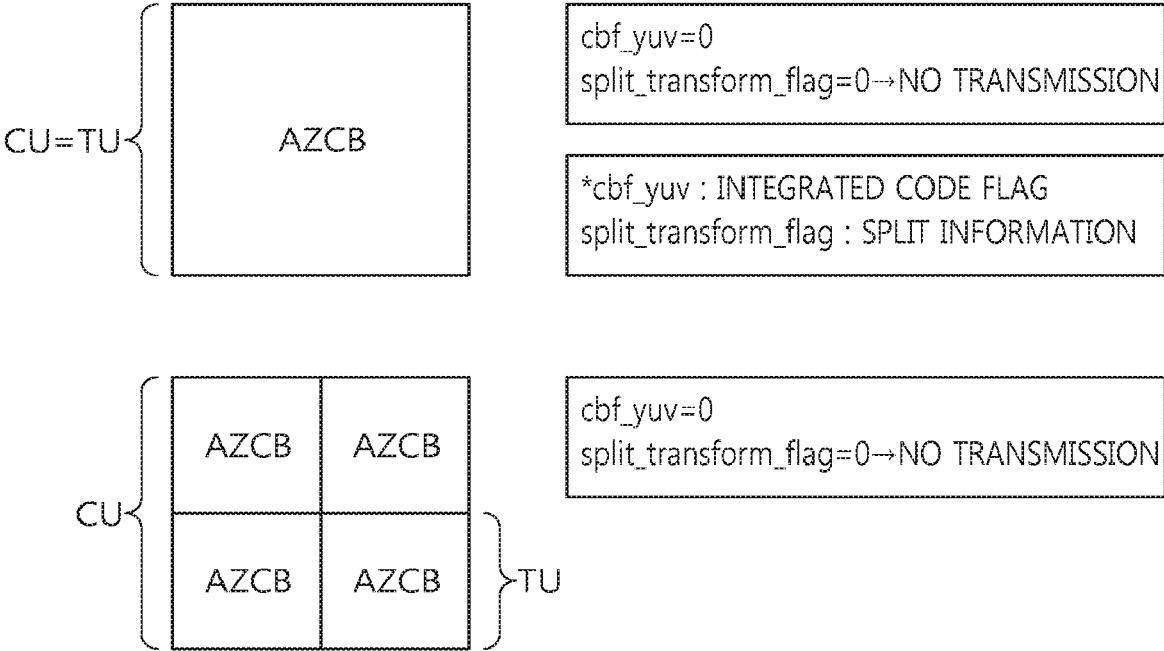 CU=TU
AZCB
cbf_yuv=0
split_transform_flag=0→NO TRANSMISSION
*cbf_yuv : INTEGRATED CODE FLAG
split_transform_flag : SPLIT INFORMATION
CU
AZCB AZCB
AZCB AZCB
TU
cbf_yuv=0
split_transform_flag=0→NO TRANSMISSION